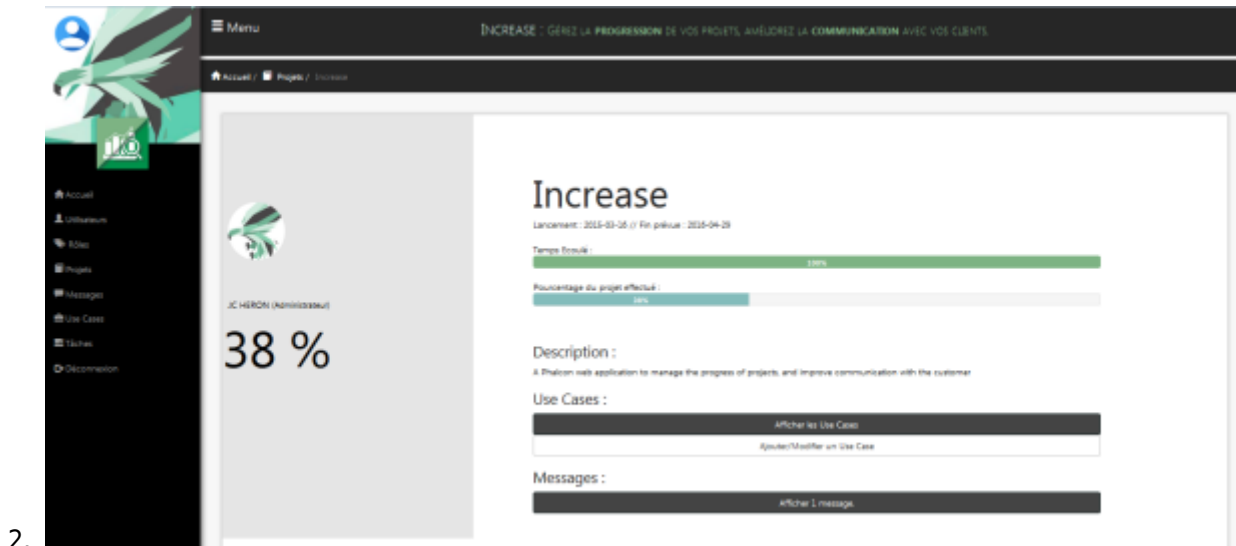 Menu
INCREASE : GÉREZ LA PROGRESSION DE VOS PROJETS, AMÉLIOREZ LA COMMUNICATION AVEC VOS CLIENTS.
Accueil / Projets / Increase
Accueil
Utilisateurs
Rôles
Projets
Messages
Use Cases
Tâches
Déconnexion
JC HERON (Administrateur)
38 %
Increase
Lancement : 2015-03-16 // Fin prévue : 2016-04-29
Temps Ecoulé :
100%
Pourcentage du projet effectué :
38%
Description :
A Phalcon web application to manage the progress of projects, and improve communication with the customer
Use Cases :
Afficher les Use Cases
Ajouter/Modifier un Use Case
Messages :
Afficher 1 message.
2.